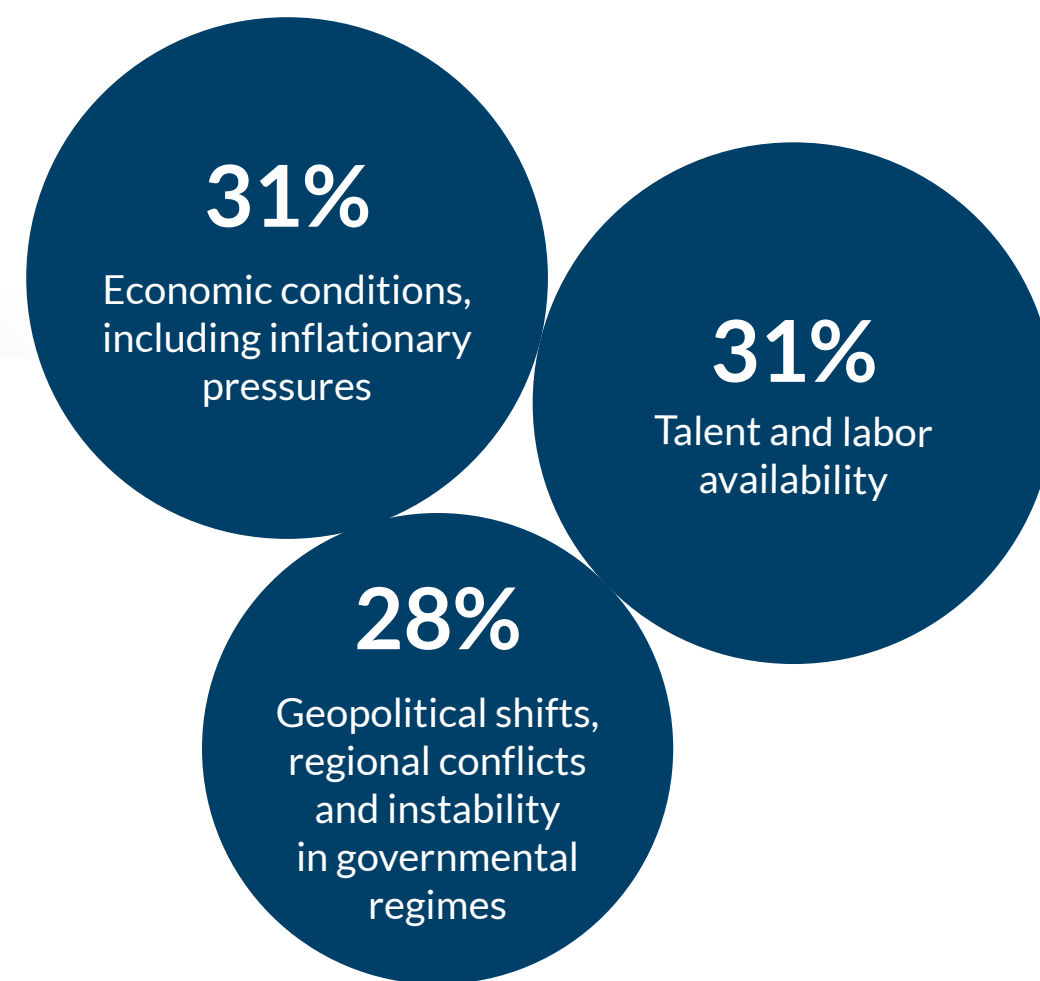 31%
Economic conditions,
including inflationary
pressures
31%
Talent and labor
availability
28%
Geopolitical shifts,
regional conflicts
and instability
in governmental
regimes